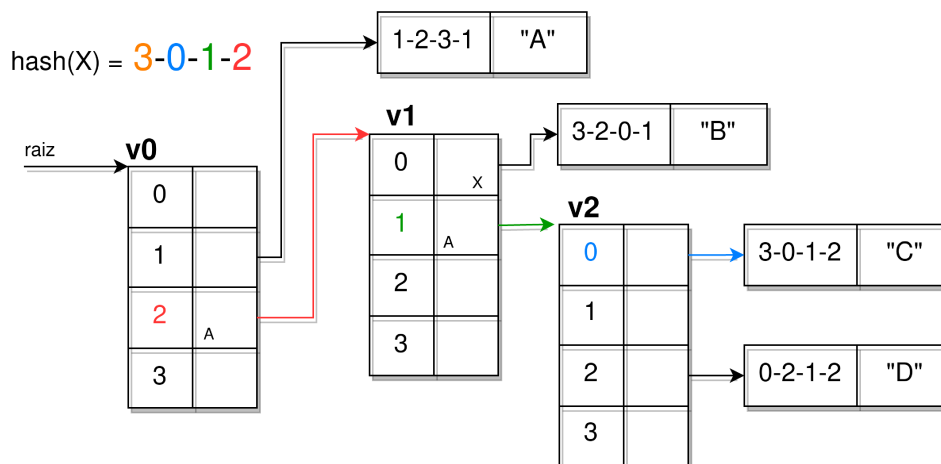 hash(X) = 3-0-1-2
1-2-3-1 "A"
raiz
v0
0
1
2 A
3
v1
0 X
1 A
2
3
3-2-0-1 "B"
v2
0
1
2
3
3-0-1-2 "C"
0-2-1-2 "D"